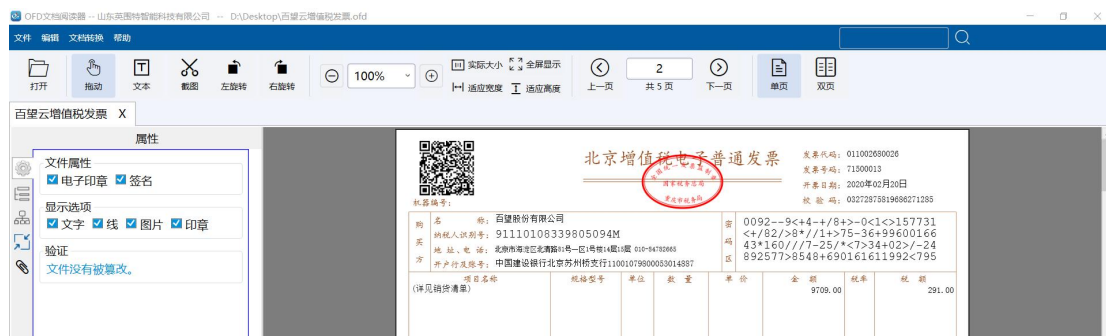 OFD文档阅读器 -- 山东英图特智能科技有限公司 -- D:\Desktop\百望云增值税发票.ofd
文件 编辑 文档转换 帮助
打开 拖动 文本 截图 左旋转 右旋转 100% 实际大小 全屏显示 适应宽度 适应高度 上一页 2 共 5 页 下一页 单页 双页
百望云增值税发票 X
属性
文件属性
电子印章 签名
显示选项
文字 线 图片 印章
验证
文件没有被篡改。
北京增值税电子普通发票
国家税务总局
重庆市税务局
机器编号:
发票代码: 011002680026
发票号码: 71500013
开票日期: 2020年02月20日
校 验 码: 03272875819686271285
购买方
名 称: 百望股份有限公司
纳税人识别号: 91110108339805094M
地 址、电 话: 北京市海淀区北清路81号一区1号楼14层15层 010-84782665
开户行及账号: 中国建设银行北京苏州桥支行11001079800053014887
密码区
0092--9<+4-+/8+>-0<1<>157731
<+/82/>8*//1+>75-36+99600166
43*160///7-25/*<7>34+02>/-24
892577>8548+690161611992<795
项目名称 规格型号 单位 数 量 单 价 金 额 税率 税 额
(详见销货清单) 9709.00 291.00